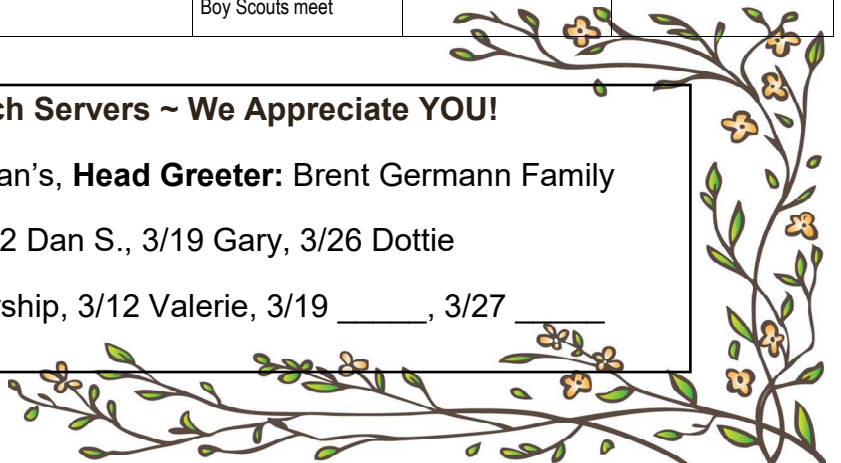 Boy Scouts meet
ch Servers ~ We Appreciate YOU!
an’s, Head Greeter: Brent Germann Family
2 Dan S., 3/19 Gary, 3/26 Dottie
ship, 3/12 Valerie, 3/19 _____, 3/27 _____